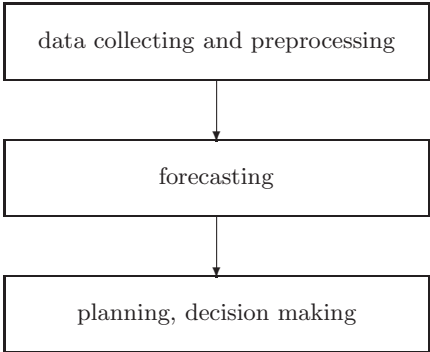 data collecting and preprocessing
forecasting
planning, decision making